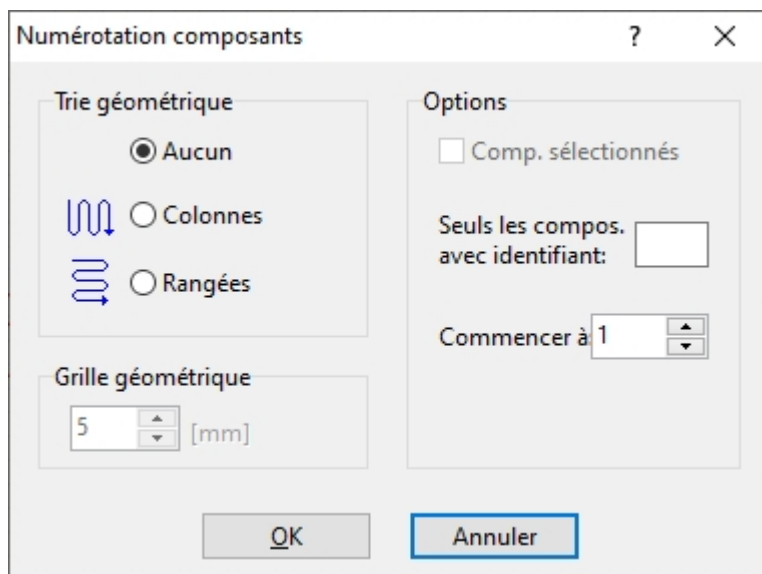 Numérotation composants
Trie géométrique
Aucun
Colonnes
Rangées
Grille géométrique
5 [mm]
Options
Comp. sélectionnés
Seuls les compos.
avec identifiant:
Commencer à: 1
OK
Annuler